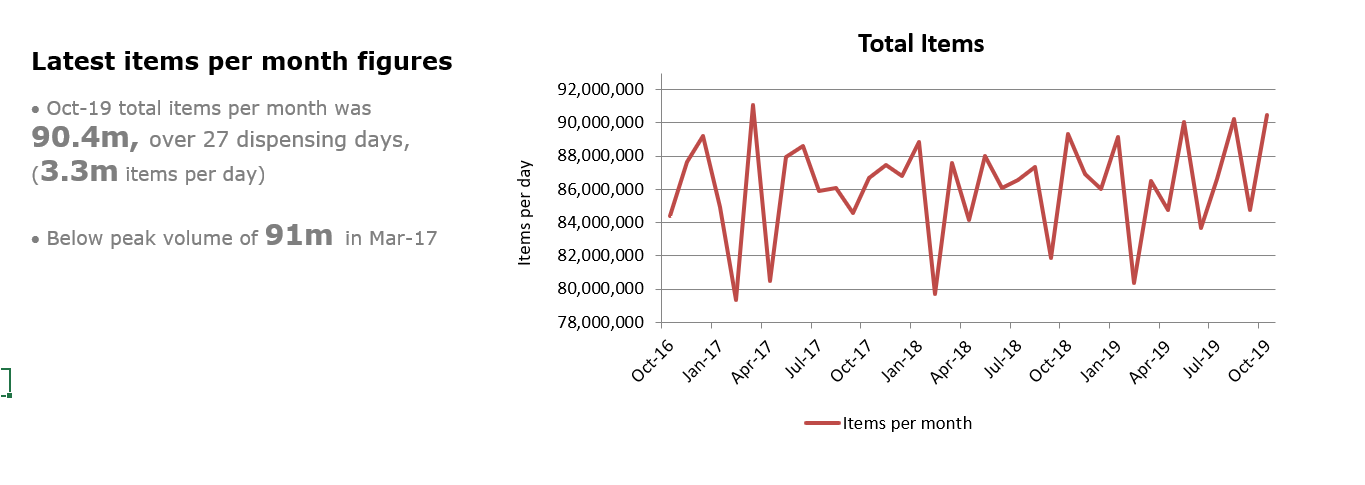 Latest items per month figures
• Oct-19 total items per month was
90.4m, over 27 dispensing days,
(3.3m items per day)
• Below peak volume of 91m in Mar-17
Total Items
Items per day
92,000,000
90,000,000
88,000,000
86,000,000
84,000,000
82,000,000
80,000,000
78,000,000
Oct-16
Jan-17
Apr-17
Jul-17
Oct-17
Jan-18
Apr-18
Jul-18
Oct-18
Jan-19
Apr-19
Jul-19
Oct-19
Items per month